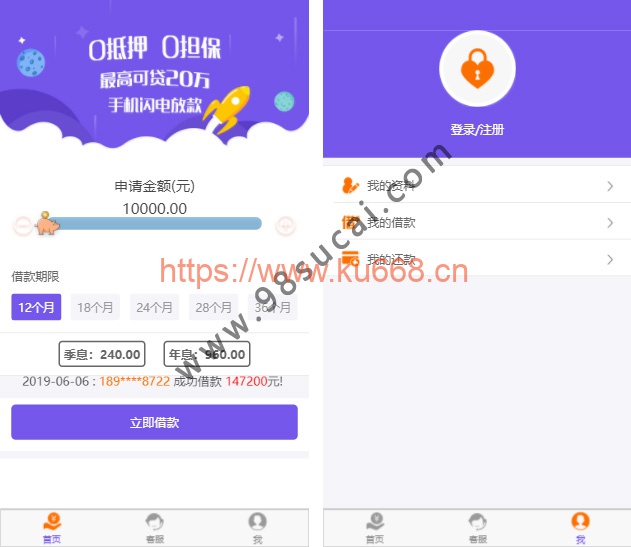 0抵押 0担保
最高可贷20万
手机闪电放款
申请金额(元)
10000.00
借款期限
12个月 18个月 24个月 28个月 36个月
季息：240.00 年息：960.00
2019-06-06 : 189****8722 成功借款 147200元!
立即借款
首页 客服 我
登录/注册
我的资料
我的借款
我的还款
首页 客服 我
https://www.ku668.cn
www.98sucai.com